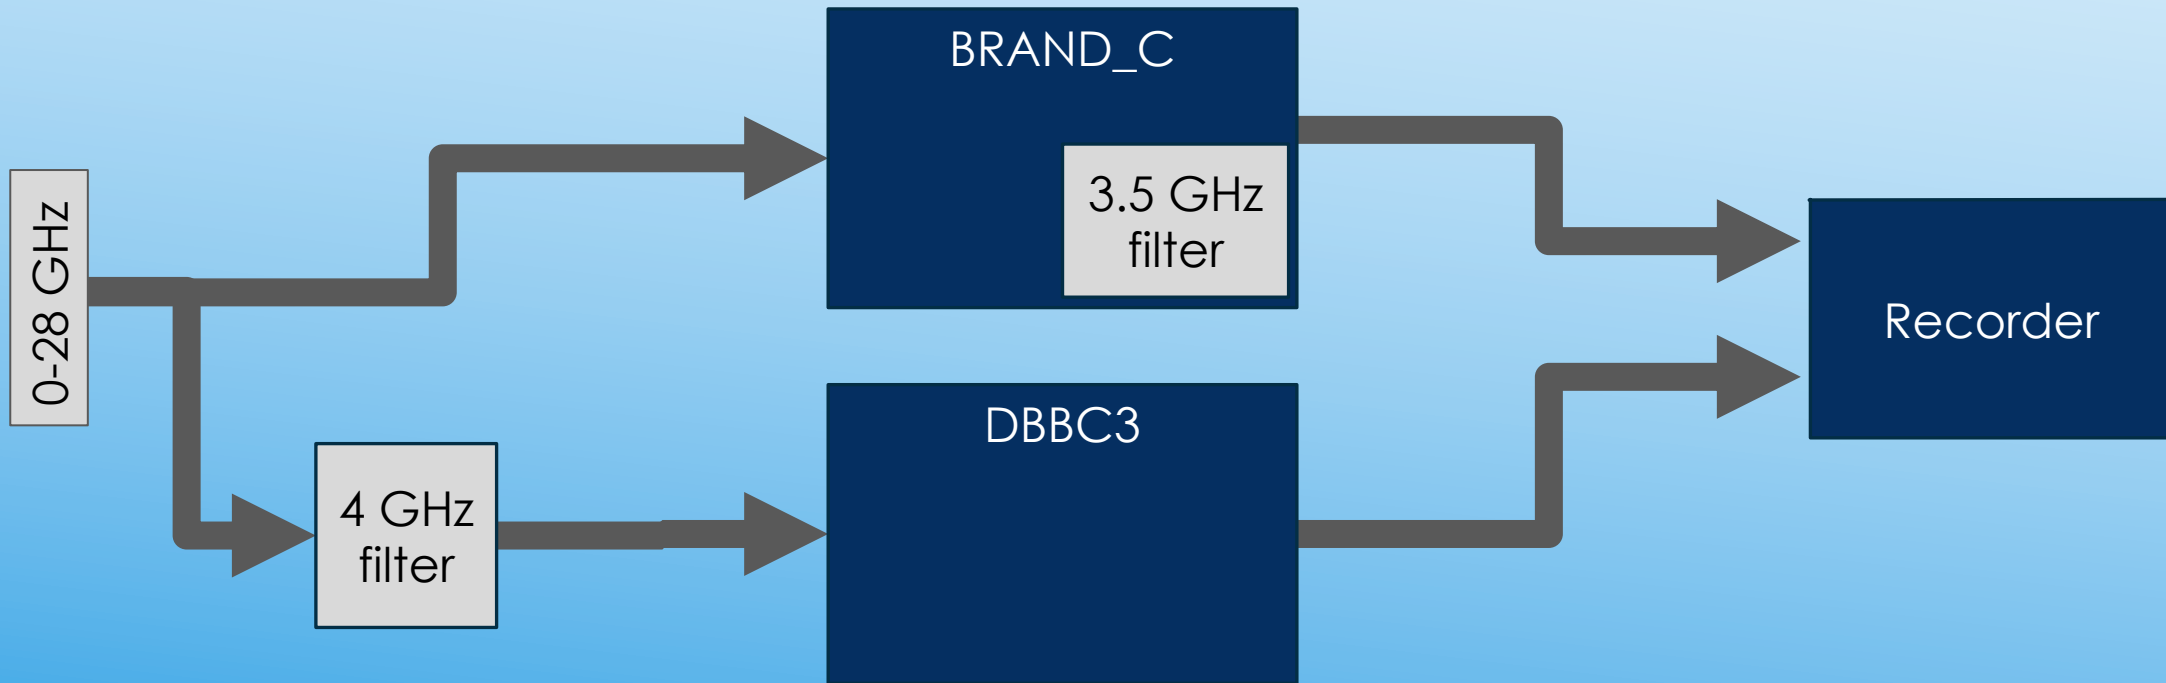 BRAND_C
3.5 GHz
filter
0-28 GHz
Recorder
DBBC3
4 GHz
filter